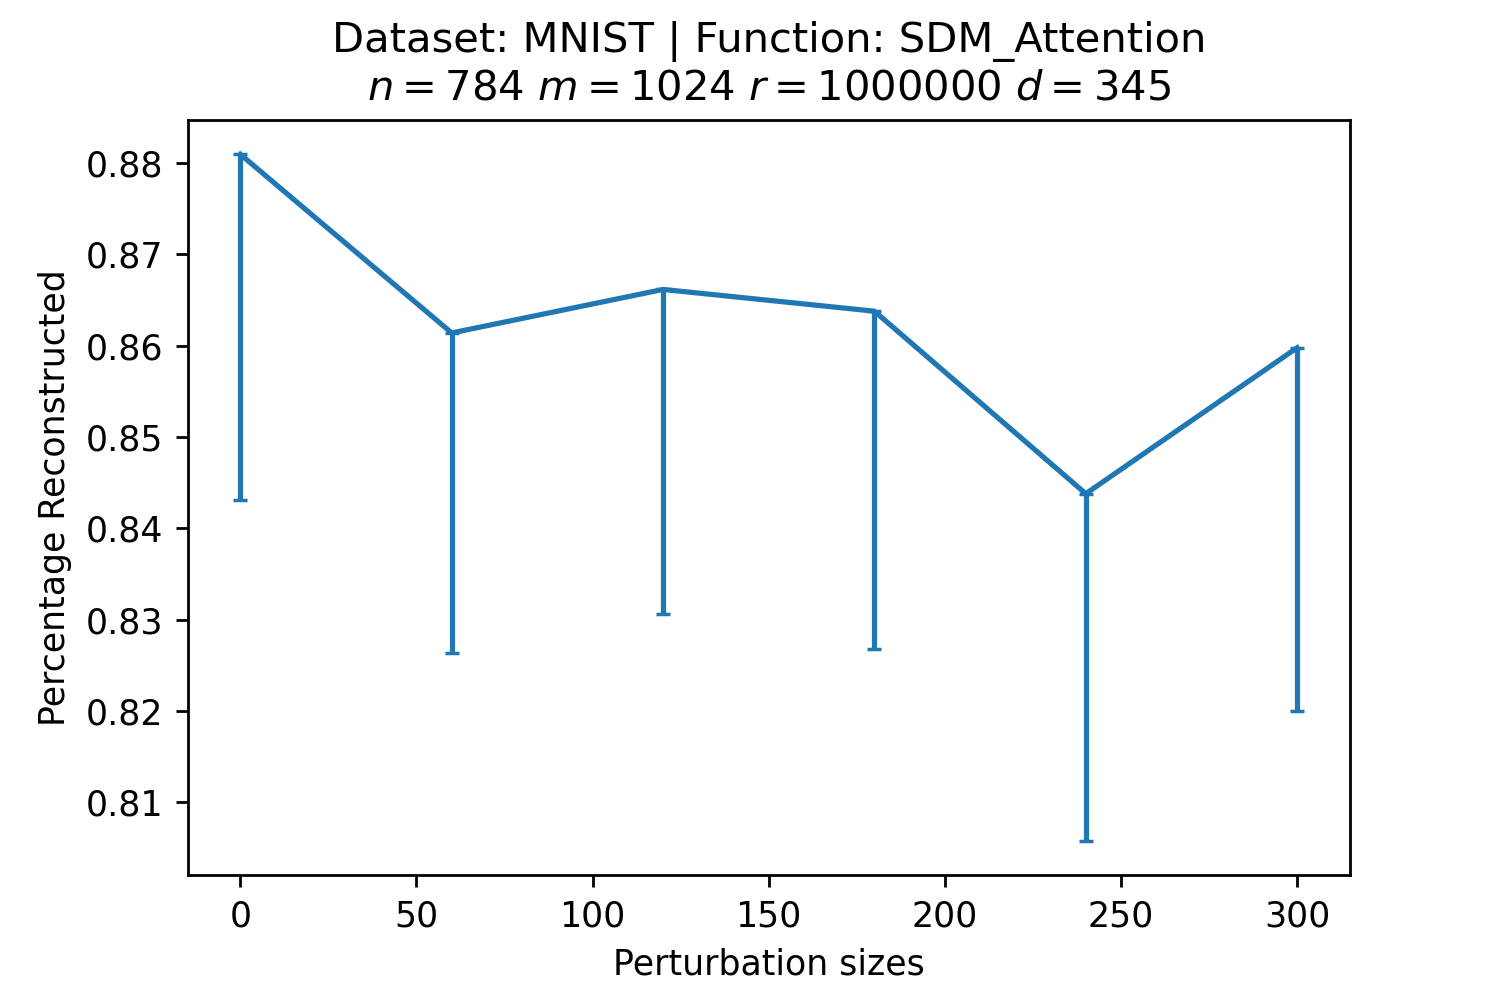 Dataset: MNIST | Function: SDM_Attention
n = 784 m = 1024 r = 1000000 d = 345
Percentage Reconstructed
0.88
0.87
0.86
0.85
0.84
0.83
0.82
0.81
0 50 100 150 200 250 300
Perturbation sizes